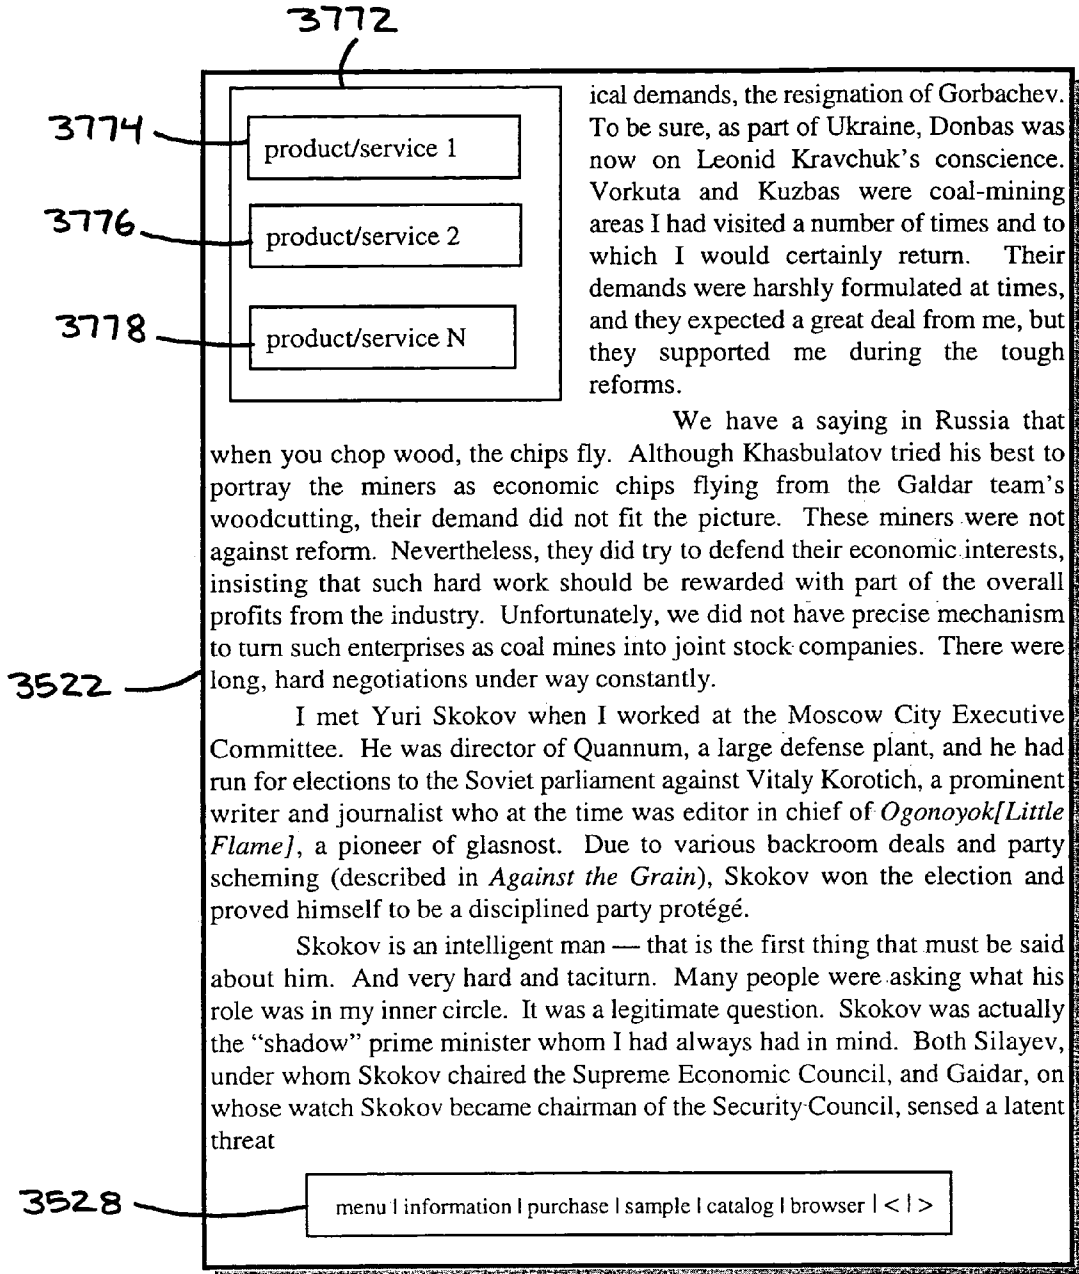 3772
3774
product/service 1
3776
product/service 2
3778
product/service N
ical demands, the resignation of Gorbachev.
To be sure, as part of Ukraine, Donbas was
now on Leonid Kravchuk's conscience.
Vorkuta and Kuzbas were coal-mining
areas I had visited a number of times and to
which I would certainly return. Their
demands were harshly formulated at times,
and they expected a great deal from me, but
they supported me during the tough
reforms.
We have a saying in Russia that
when you chop wood, the chips fly. Although Khasbulatov tried his best to
portray the miners as economic chips flying from the Galdar team's
woodcutting, their demand did not fit the picture. These miners were not
against reform. Nevertheless, they did try to defend their economic interests,
insisting that such hard work should be rewarded with part of the overall
profits from the industry. Unfortunately, we did not have precise mechanism
to turn such enterprises as coal mines into joint stock companies. There were
3522
long, hard negotiations under way constantly.
I met Yuri Skokov when I worked at the Moscow City Executive
Committee. He was director of Quannum, a large defense plant, and he had
run for elections to the Soviet parliament against Vitaly Korotich, a prominent
writer and journalist who at the time was editor in chief of Ogonoyok[Little
Flame], a pioneer of glasnost. Due to various backroom deals and party
scheming (described in Against the Grain), Skokov won the election and
proved himself to be a disciplined party protégé.
Skokov is an intelligent man — that is the first thing that must be said
about him. And very hard and taciturn. Many people were asking what his
role was in my inner circle. It was a legitimate question. Skokov was actually
the “shadow” prime minister whom I had always had in mind. Both Silayev,
under whom Skokov chaired the Supreme Economic Council, and Gaidar, on
whose watch Skokov became chairman of the Security Council, sensed a latent
threat
3528
menu | information | purchase | sample | catalog | browser | < | >